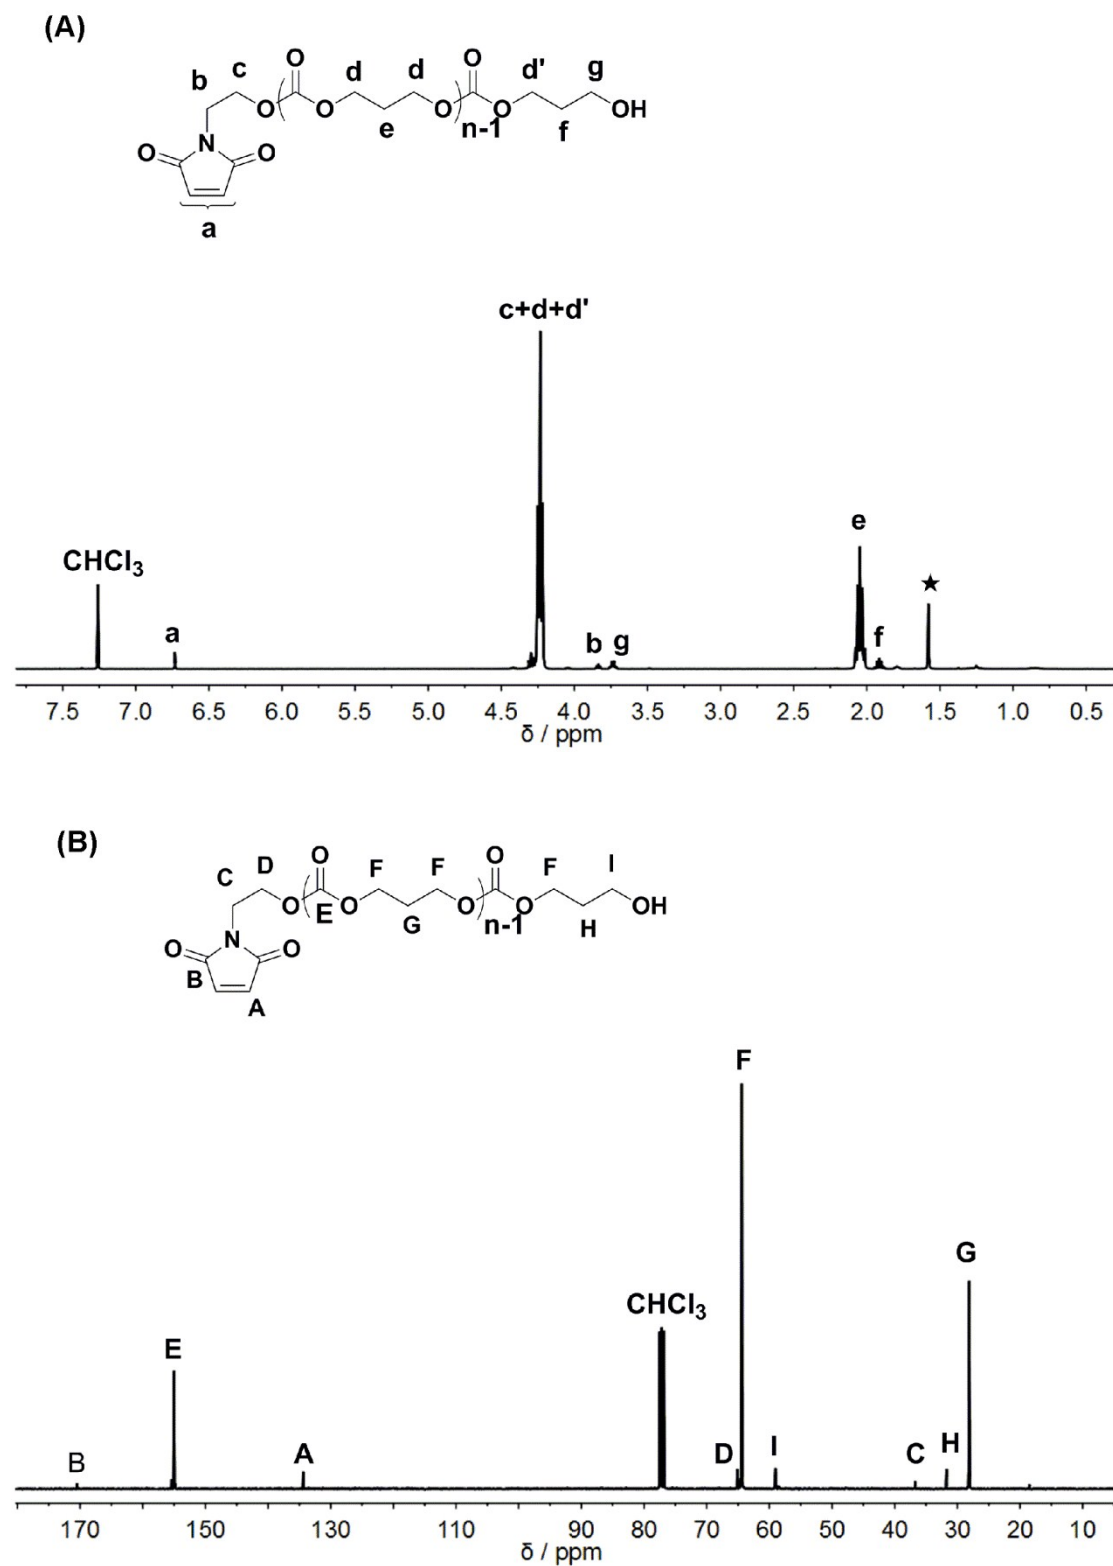 (A)
O O
b c d d d' g
O O O O OH
e n-1 f
O N O
a
c+d+d'
CHCl3
a
b g
e
f
★
7.5 7.0 6.5 6.0 5.5 5.0 4.5 4.0 3.5 3.0 2.5 2.0 1.5 1.0 0.5
δ / ppm
(B)
O O
C D F F F I
O E O O O OH
G n-1 H
O N O
B
A
F
G
CHCl3
E
B A D I C H
170 150 130 110 90 80 70 60 50 40 30 20 10
δ / ppm